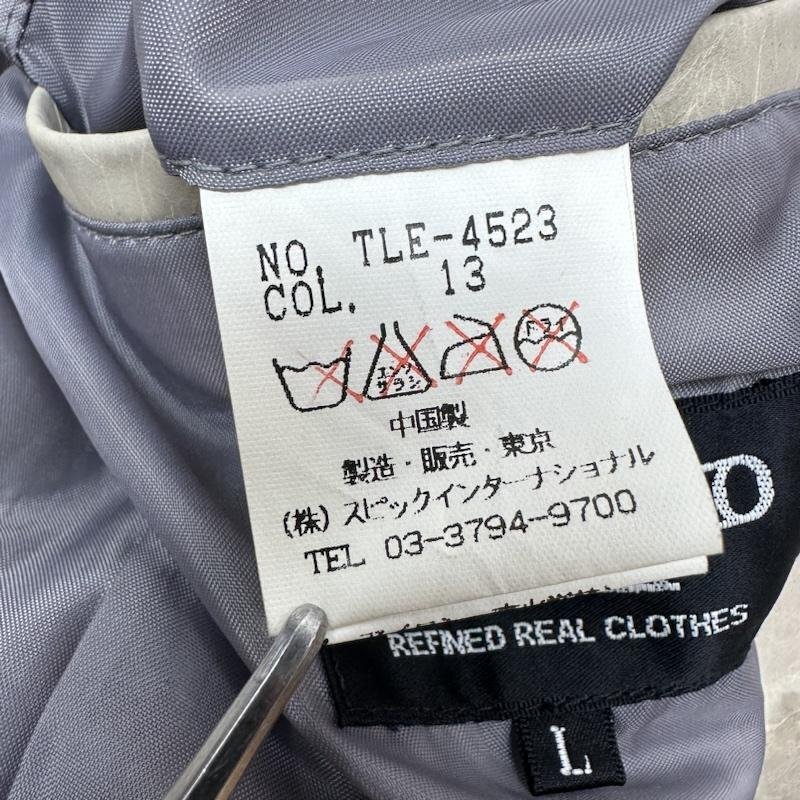 NO. TLE-4523
COL. 13
エンソ サラシ ドライ
中国製
製造・販売・東京
(株) スピックインターナショナル
TEL 03-3794-9700
REFINED REAL CLOTHES
L